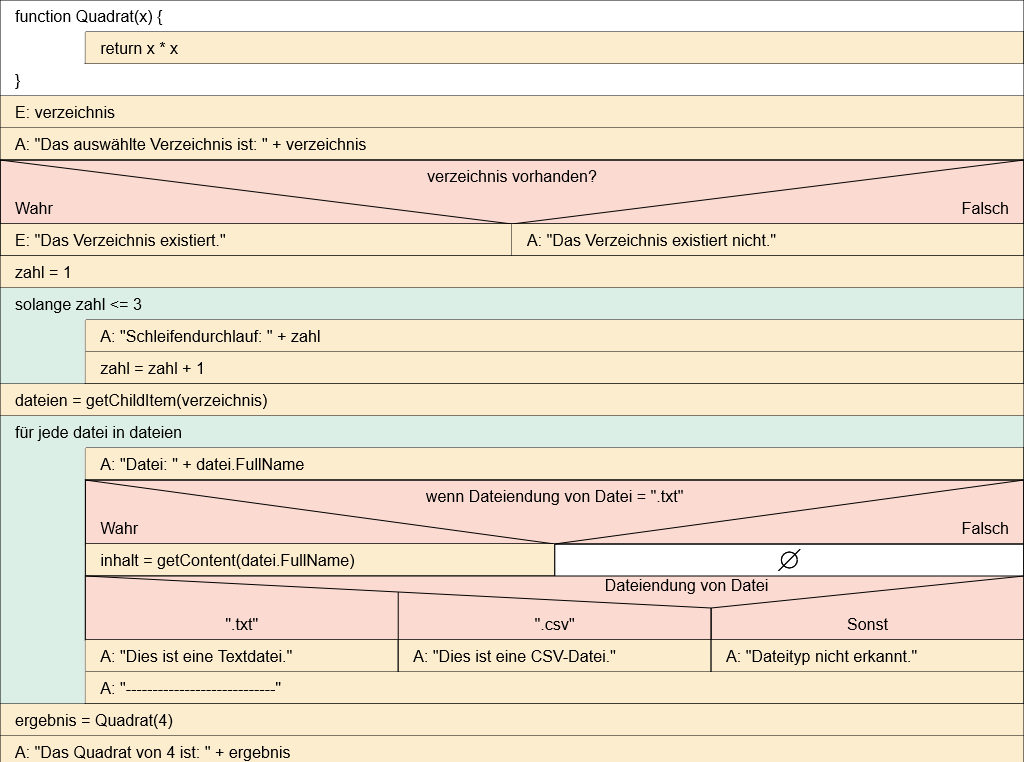 function Quadrat(x) {
return x * x
}
E: verzeichnis
A: "Das auswählte Verzeichnis ist: " + verzeichnis
verzeichnis vorhanden?
Wahr Falsch
E: "Das Verzeichnis existiert." A: "Das Verzeichnis existiert nicht."
zahl = 1
solange zahl <= 3
A: "Schleifendurchlauf: " + zahl
zahl = zahl + 1
dateien = getChildItem(verzeichnis)
für jede datei in dateien
A: "Datei: " + datei.FullName
wenn Dateiendung von Datei = ".txt"
Wahr Falsch
inhalt = getContent(datei.FullName)
Dateiendung von Datei
".txt" ".csv" Sonst
A: "Dies ist eine Textdatei." A: "Dies ist eine CSV-Datei." A: "Dateityp nicht erkannt."
A: "----------------------------"
ergebnis = Quadrat(4)
A: "Das Quadrat von 4 ist: " + ergebnis